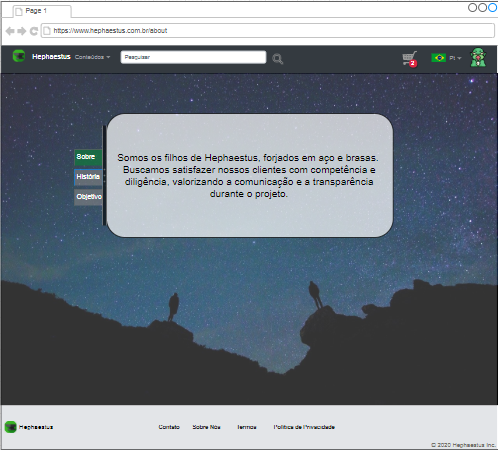 Page 1
https://www.hephaestus.com.br/about
Hephaestus Conteúdos Pesquisar 2 Pt
Sobre
História
Objetivo
Somos os filhos de Hephaestus, forjados em aço e brasas.
Buscamos satisfazer nossos clientes com competência e
diligência, valorizando a comunicação e a transparência
durante o projeto.
Hephaestus Contato Sobre Nós Termos Política de Privacidade
© 2020 Hephaestus Inc.